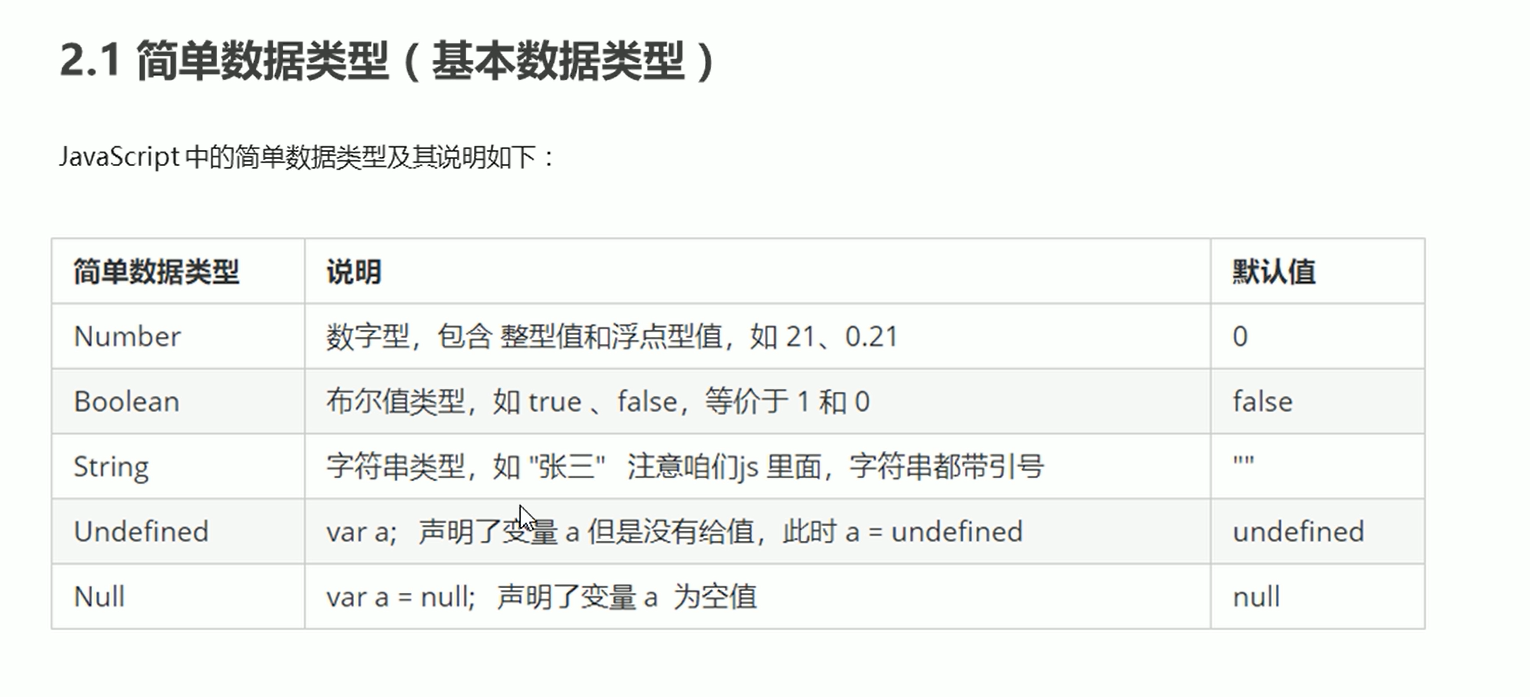 2.1 简单数据类型（基本数据类型）
JavaScript 中的简单数据类型及其说明如下：
简单数据类型 说明 默认值
Number 数字型，包含 整型值和浮点型值，如 21、0.21 0
Boolean 布尔值类型，如 true 、false，等价于 1 和 0 false
String 字符串类型，如 "张三" 注意咱们js 里面，字符串都带引号 ""
Undefined var a; 声明了变量 a 但是没有给值，此时 a = undefined undefined
Null var a = null; 声明了变量 a 为空值 null